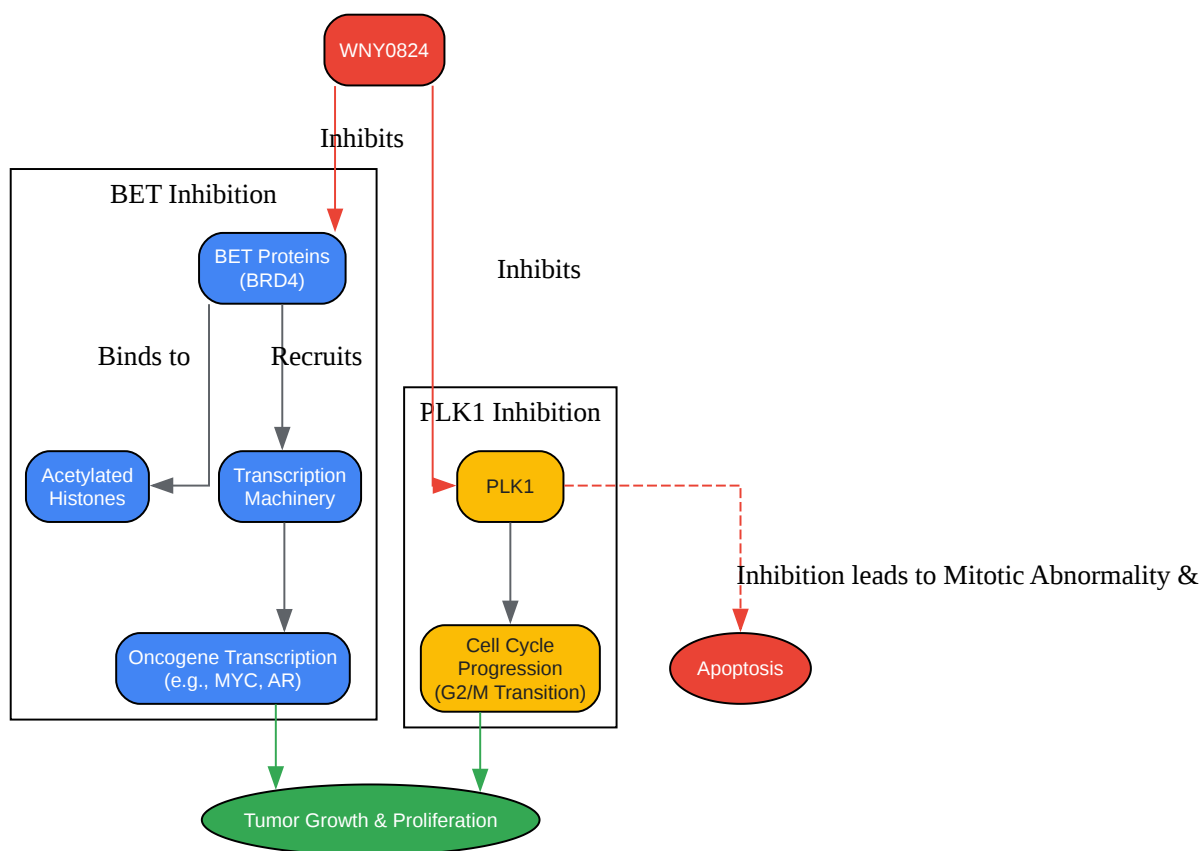 WNY0824
Inhibits
BET Inhibition
BET Proteins
(BRD4)
Inhibits
Binds to
Recruits
PLK1 Inhibition
Acetylated
Histones
Transcription
Machinery
PLK1
Inhibition leads to Mitotic Abnormality &
Oncogene Transcription
(e.g., MYC, AR)
Cell Cycle
Progression
(G2/M Transition)
Apoptosis
Tumor Growth & Proliferation